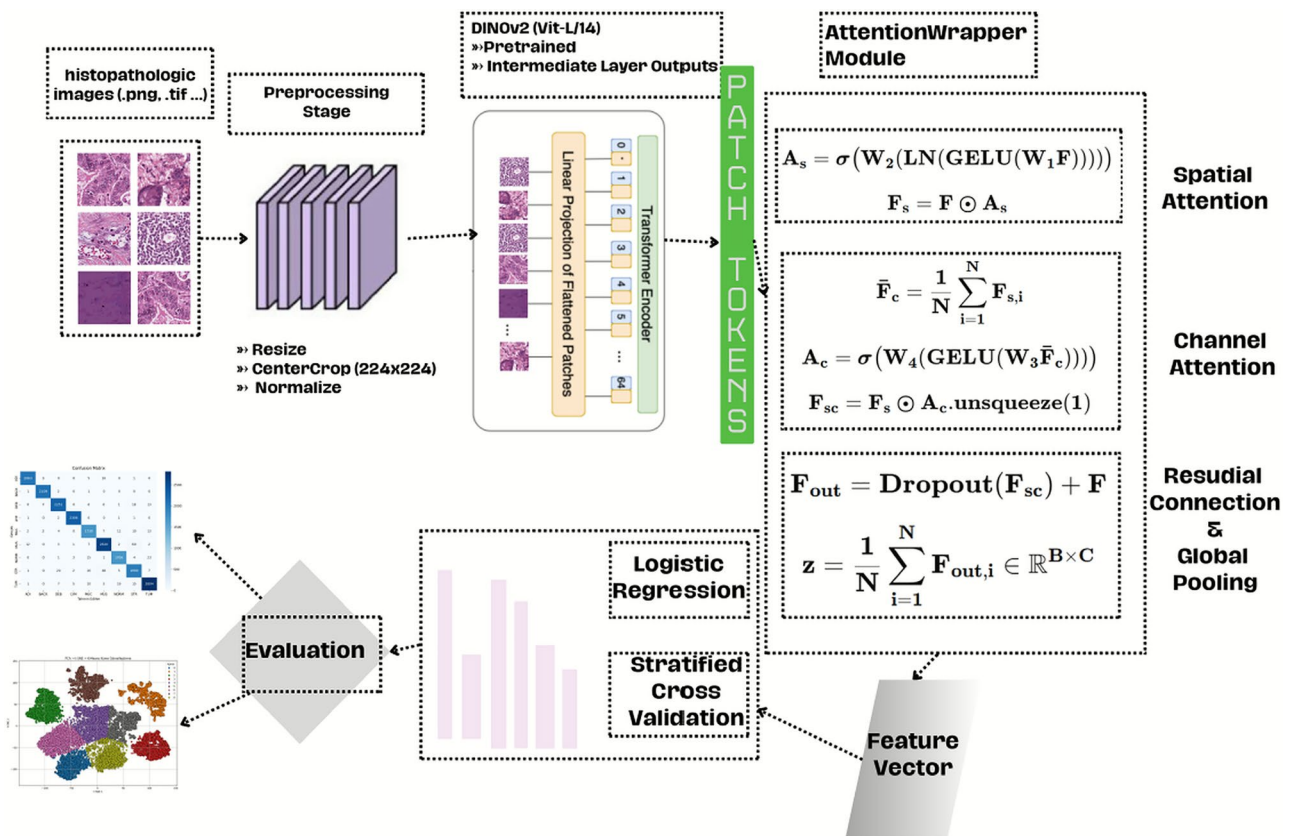 histopathologic
images (.png, .tif ...)
Preprocessing
Stage
»» Resize
»» CenterCrop (224x224)
»» Normalize
DINOv2 (Vit-L/14)
»»Pretrained
»» Intermediate Layer Outputs
Linear Projection of Flattened Patches
0
*
1
2
3
4
5
...
64
Transformer Encoder
PATCH TOKENS
AttentionWrapper
Module
A_s = σ(W_2(LN(GELU(W_1F))))
F_s = F ⊙ A_s
Spatial
Attention
F̄_c = 1/N ∑_{i=1}^{N} F_{s,i}
A_c = σ(W_4(GELU(W_3F̄_c))))
F_sc = F_s ⊙ A_c.unsqueeze(1)
Channel
Attention
F_out = Dropout(F_sc) + F
z = 1/N ∑_{i=1}^{N} F_{out,i} ∈ ℝ^{B×C}
Resudial
Connection
&
Global
Pooling
Feature
Vector
Logistic
Regression
Stratified
Cross
Validation
Evaluation
Confusion Matrix